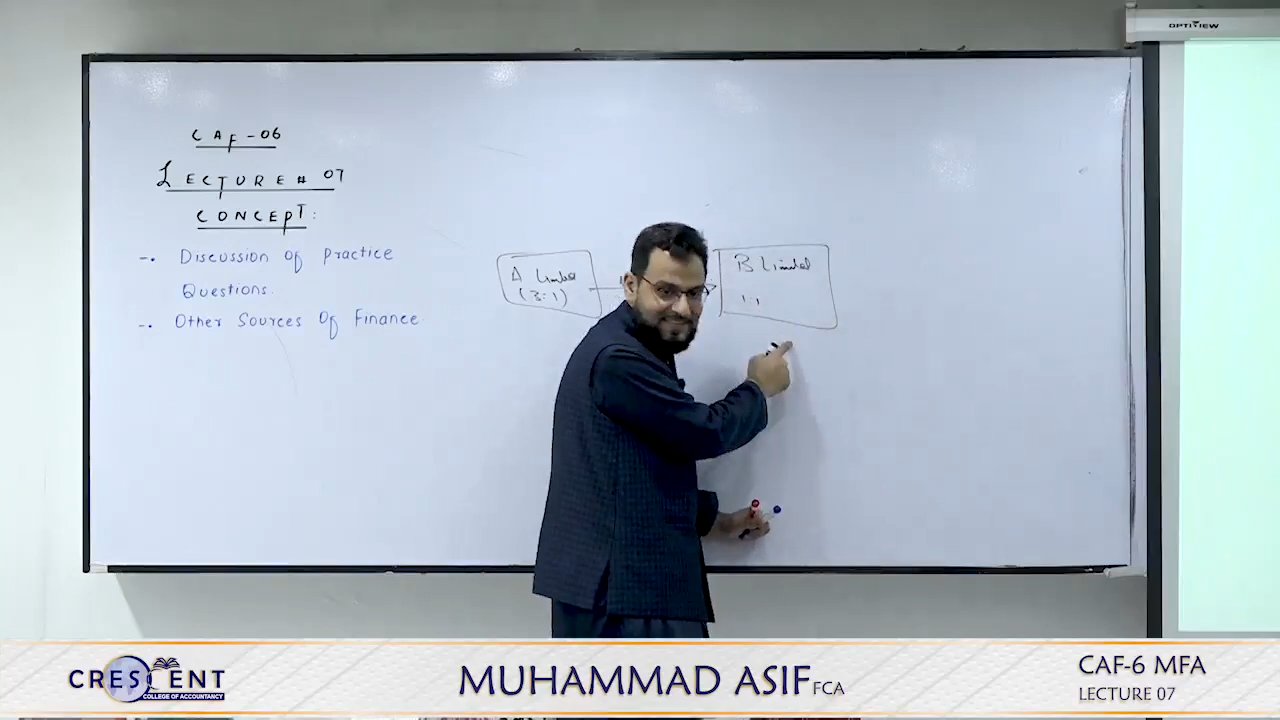 OPTIVIEW
CAF-06
LECTURE # 07
CONCEPT:
-. Discussion of Practice
Questions.
-. Other Sources Of Finance
A Limited
(3:1)
B Limited
1:1
CRESCENT
COLLEGE OF ACCOUNTANCY
MUHAMMAD ASIF FCA
CAF-6 MFA
LECTURE 07